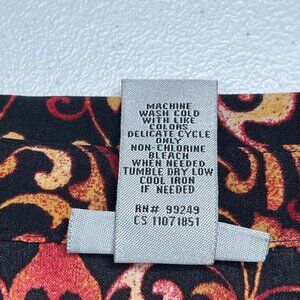 MACHINE
WASH COLD
WITH LIKE
COLORS
DELICATE CYCLE
ONLY
NON-CHLORINE
BLEACH
WHEN NEEDED
TUMBLE DRY LOW
COOL IRON
IF NEEDED
RN# 99249
CS 11071851